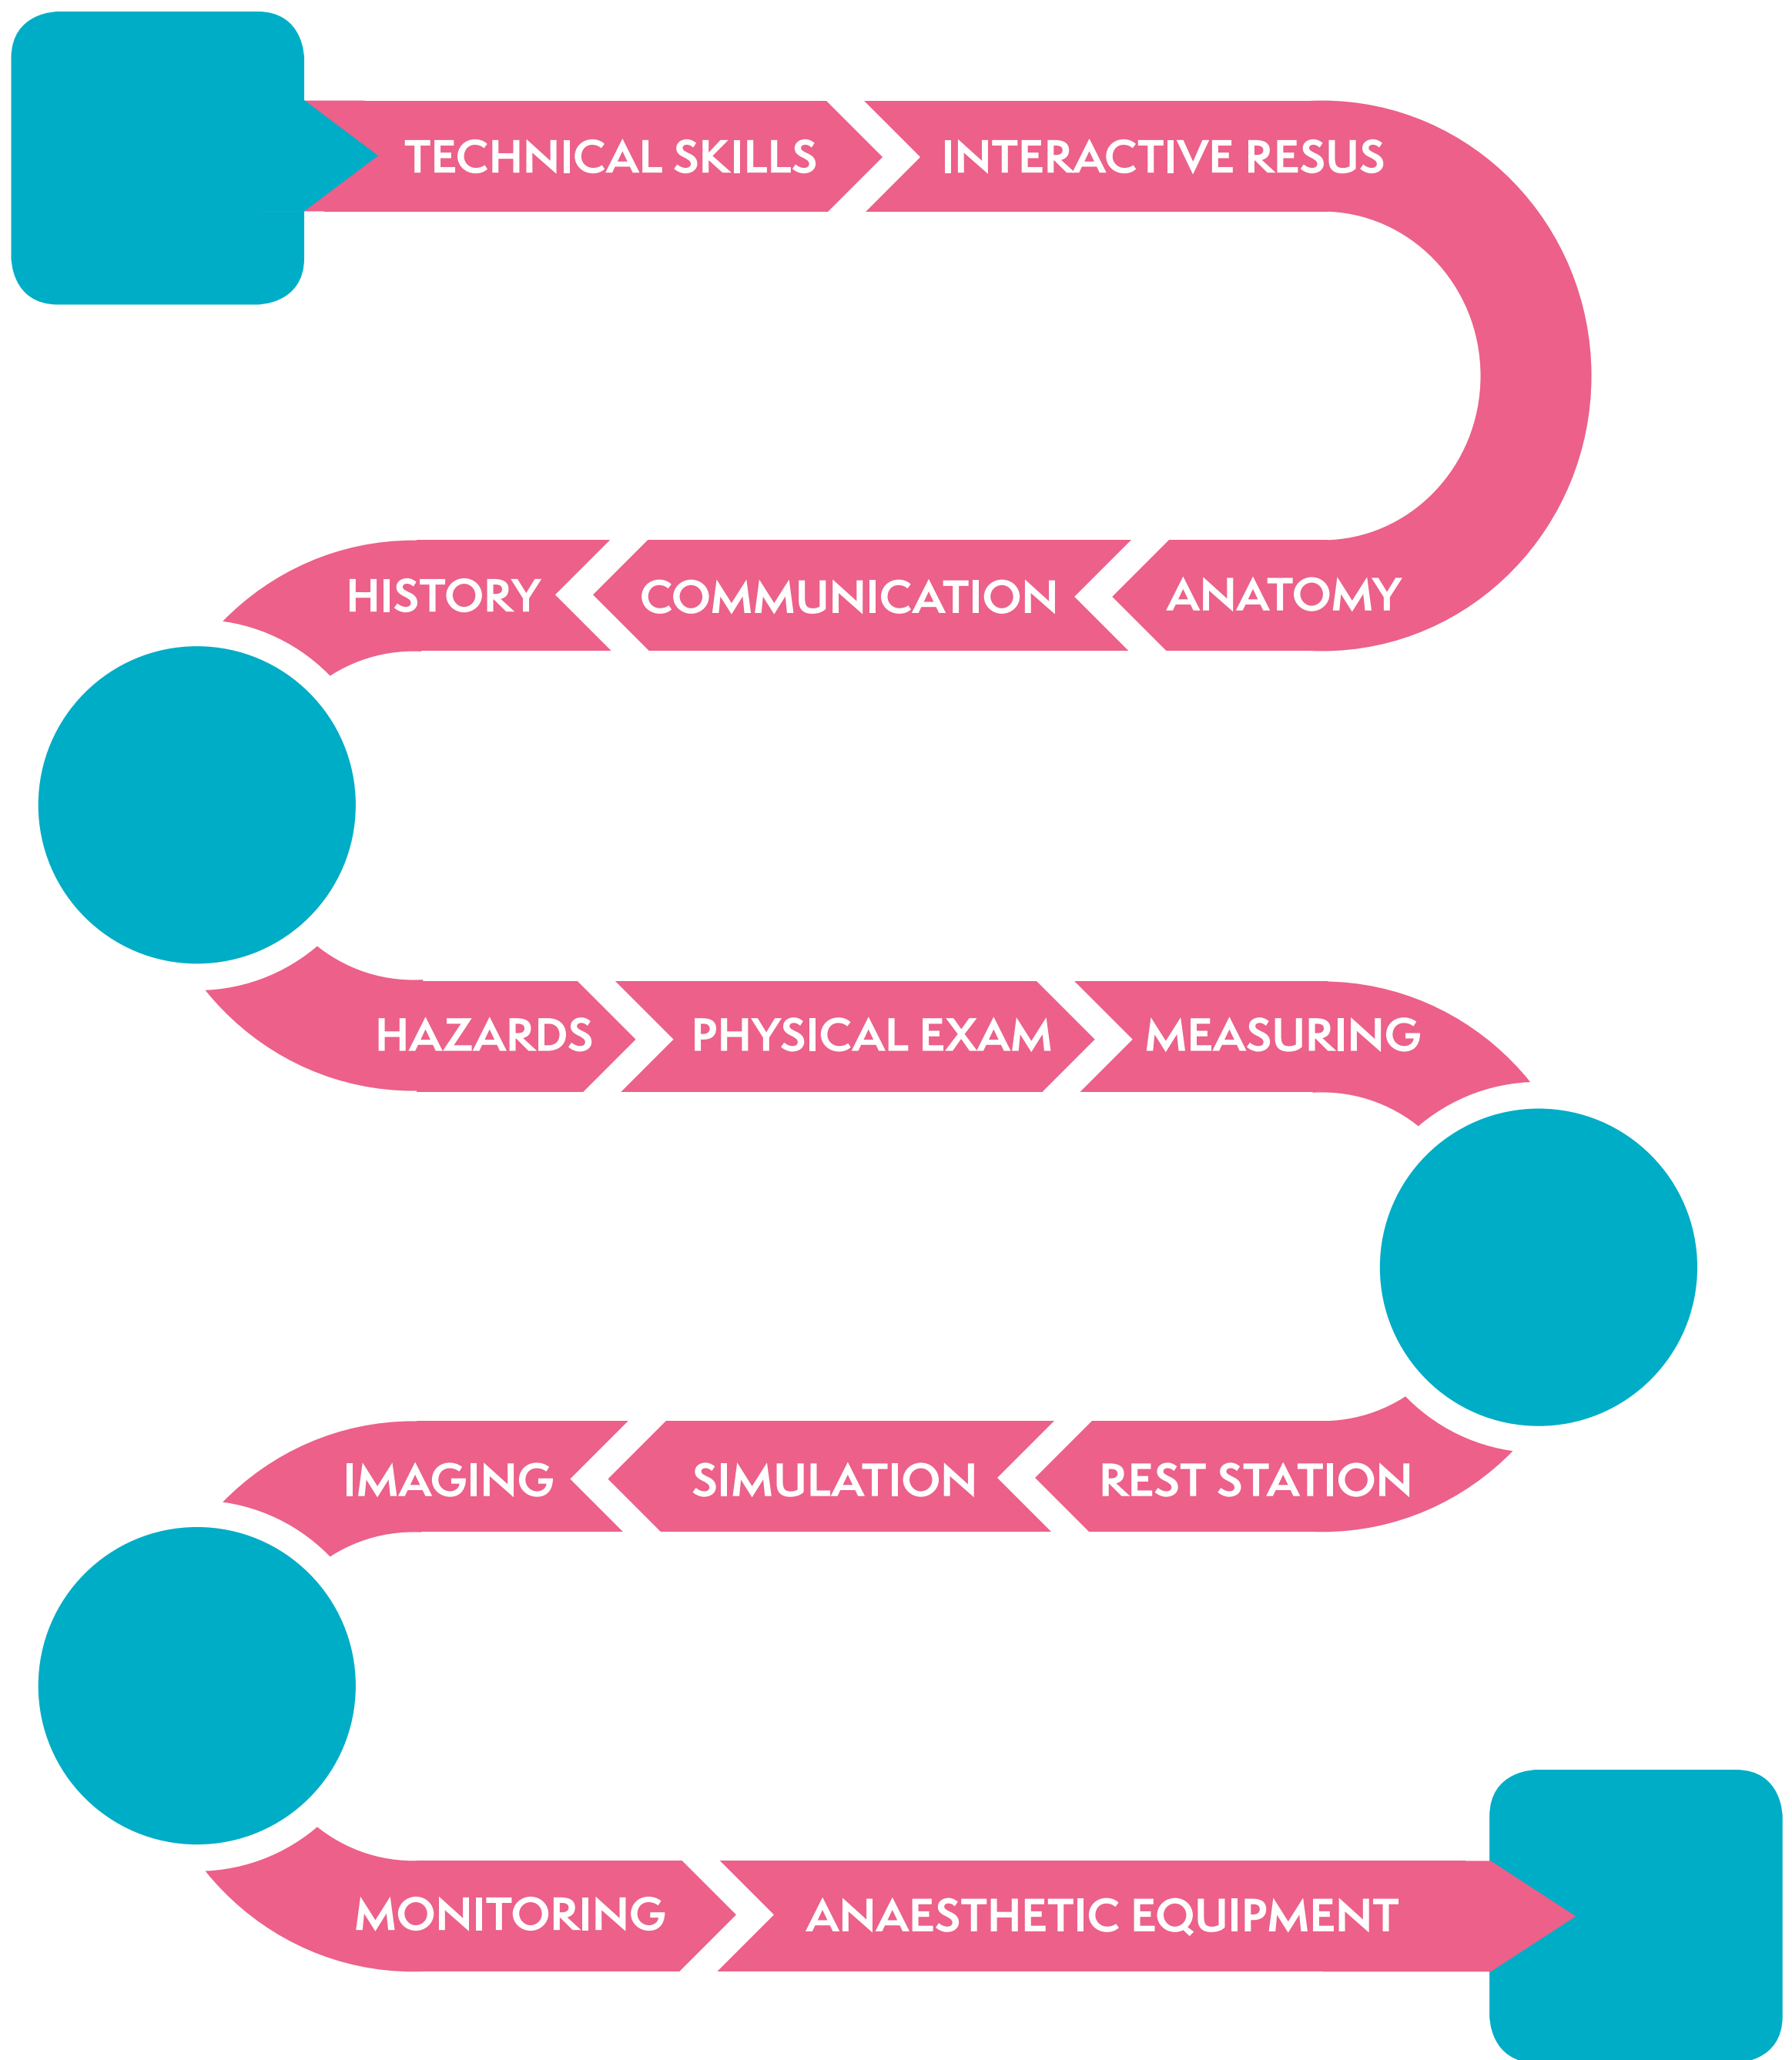 TECHNICAL SKILLS
INTERACTIVE RESUS
ANATOMY
COMMUNICATION
HISTORY
HAZARDS
PHYSICAL EXAM
MEASURING
REST STATION
SIMULATION
IMAGING
MONITORING
ANAESTHETIC EQUIPMENT